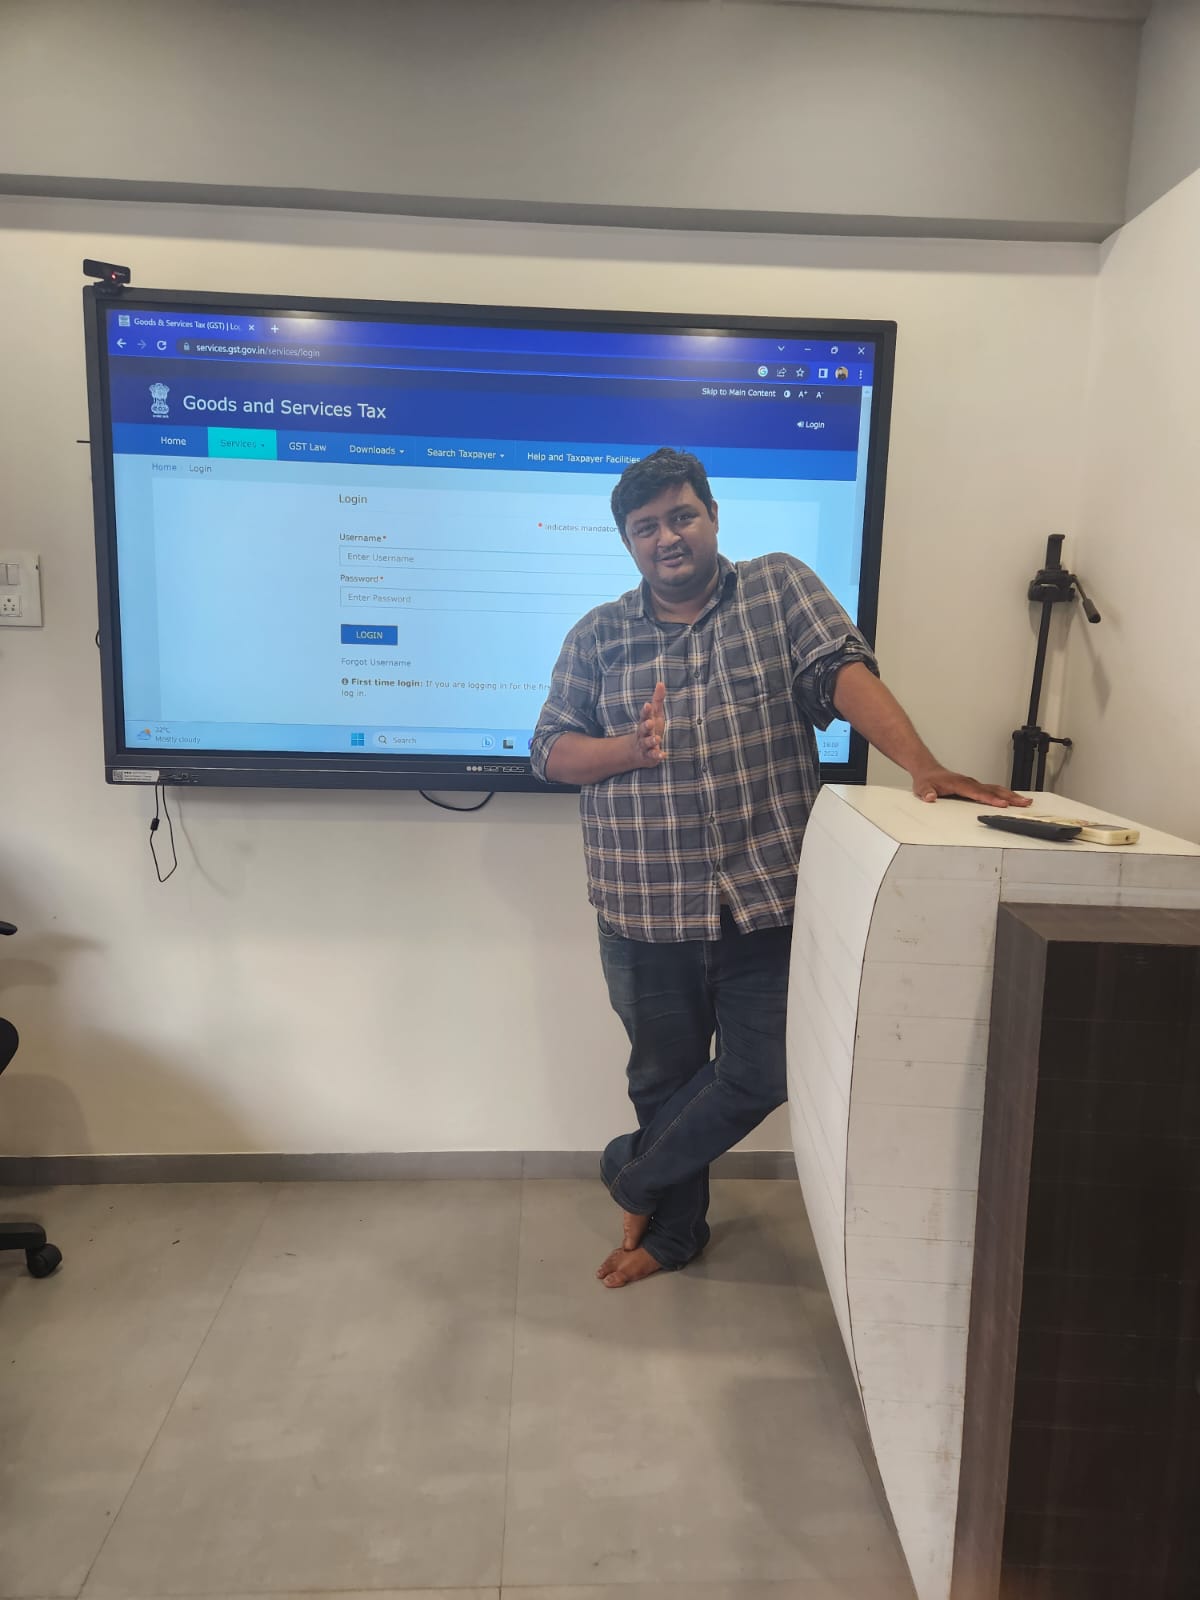 Goods & Services Tax (GST) | Lo
services.gst.gov.in/services/login
Skip to Main Content A+ A-
Goods and Services Tax
Login
Home Services GST Law Downloads Search Taxpayer Help and Taxpayer Facilities
Home Login
Login
* indicates mandator
Username*
Enter Username
Password*
Enter Password
LOGIN
Forgot Username
First time login: If you are logging in for the fir
log in.
32°C
Mostly cloudy
Search
senses